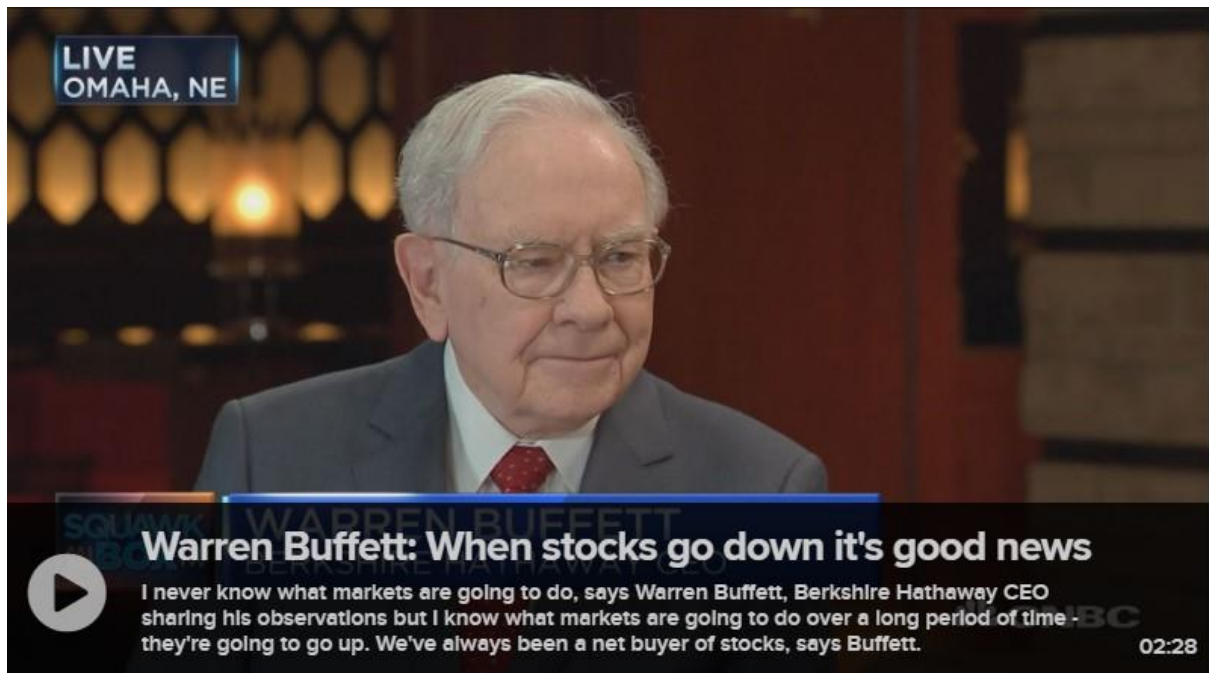 LIVE
OMAHA, NE
SQUAWK
BOX
WARREN BUFFETT
BERKSHIRE HATHAWAY CEO
Warren Buffett: When stocks go down it's good news
I never know what markets are going to do, says Warren Buffett, Berkshire Hathaway CEO
sharing his observations but I know what markets are going to do over a long period of time -
they're going to go up. We've always been a net buyer of stocks, says Buffett.
CNBC
02:28